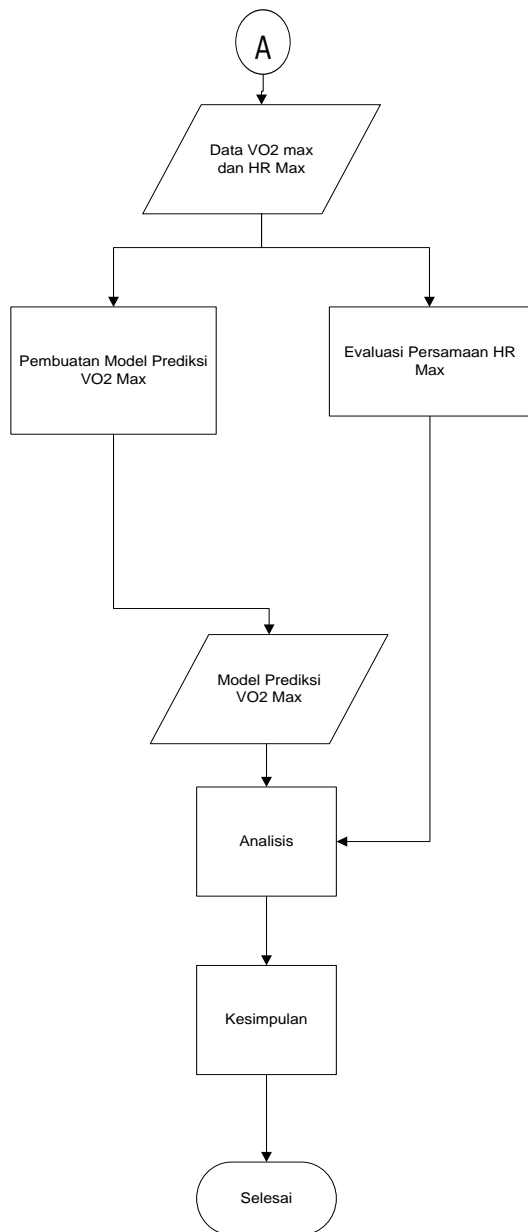 A
Data VO2 max
dan HR Max
Pembuatan Model Prediksi
VO2 Max
Evaluasi Persamaan HR
Max
Model Prediksi
VO2 Max
Analisis
Kesimpulan
Selesai